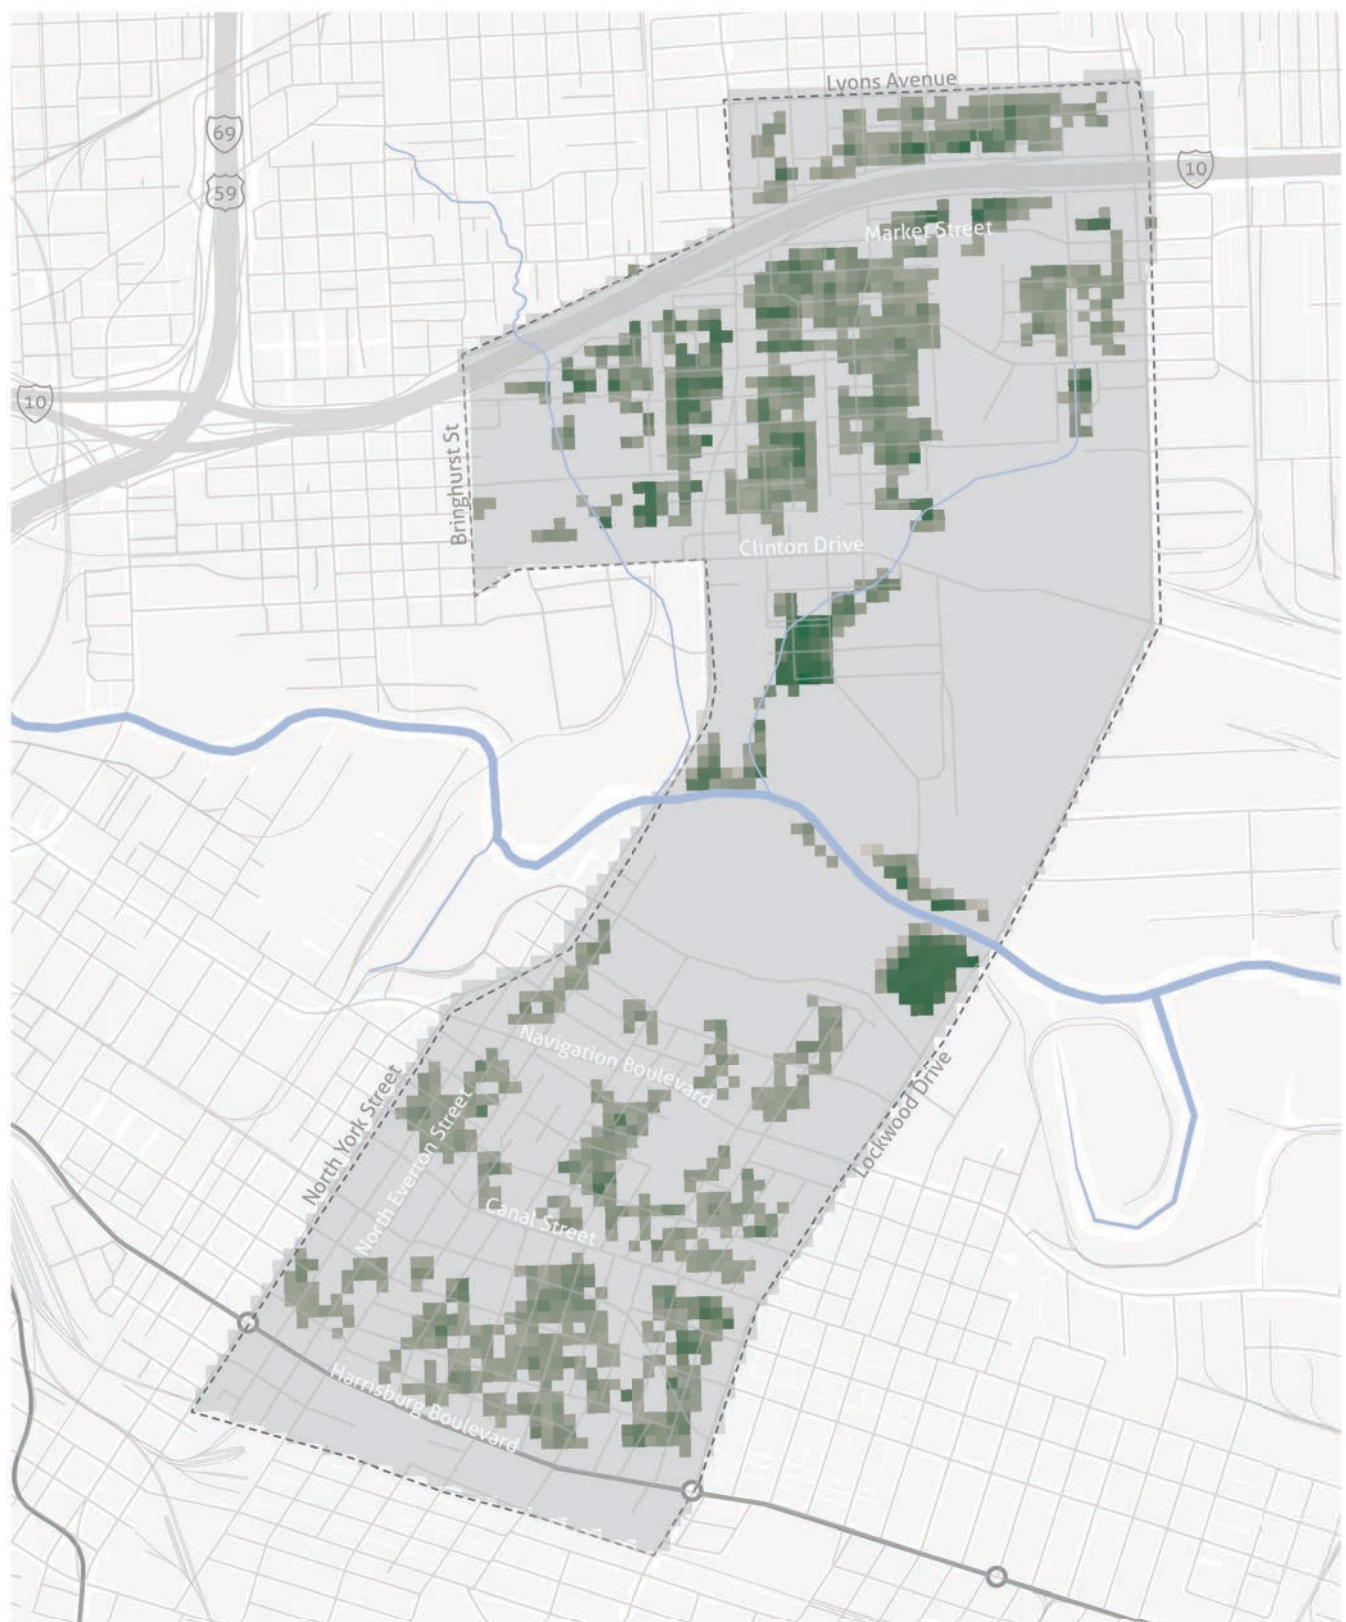 Lyons Avenue
69
10
59
Market Street
10
Bringhurst St
Clinton Drive
Navigation Boulevard
North York Street
North Everton Street
Lockwood Drive
Canal Street
Harrisburg Boulevard